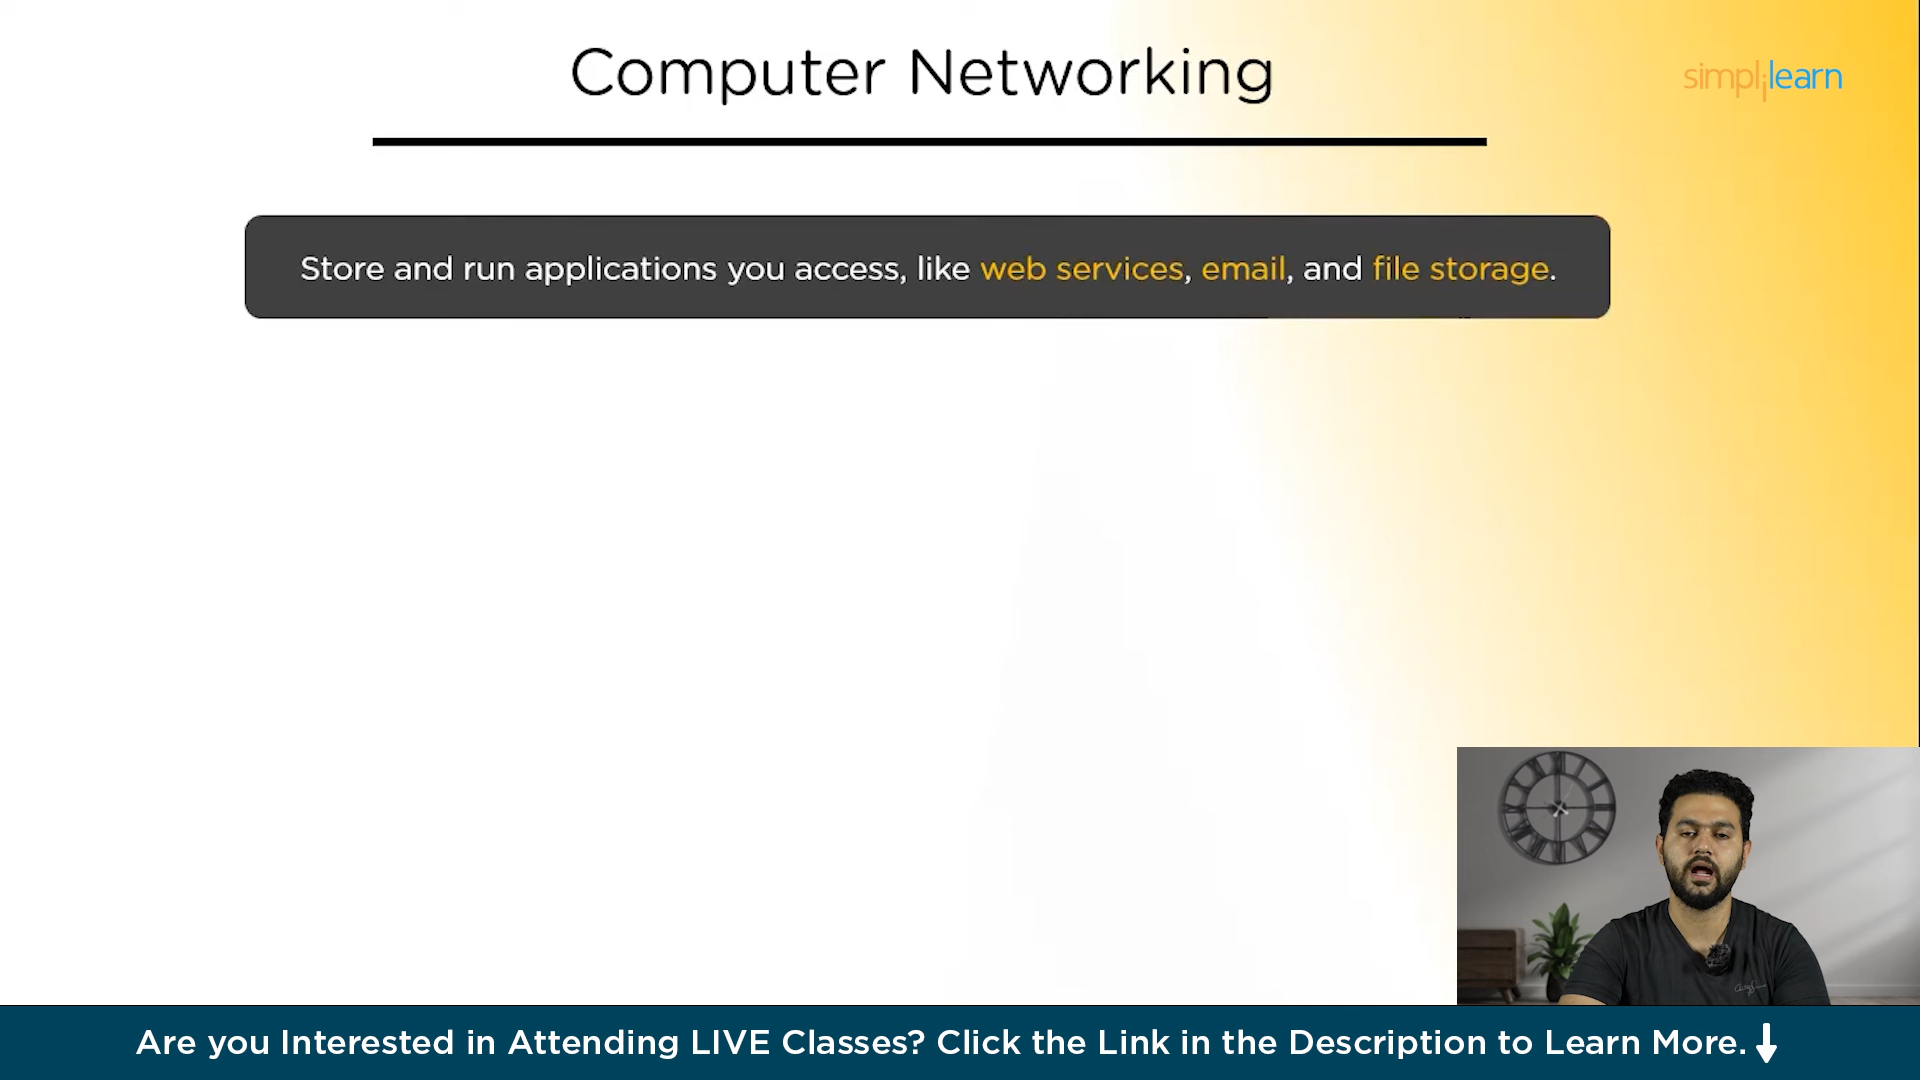 Computer Networking
simplilearn
Store and run applications you access, like web services, email, and file storage.
Are you Interested in Attending LIVE Classes? Click the Link in the Description to Learn More.